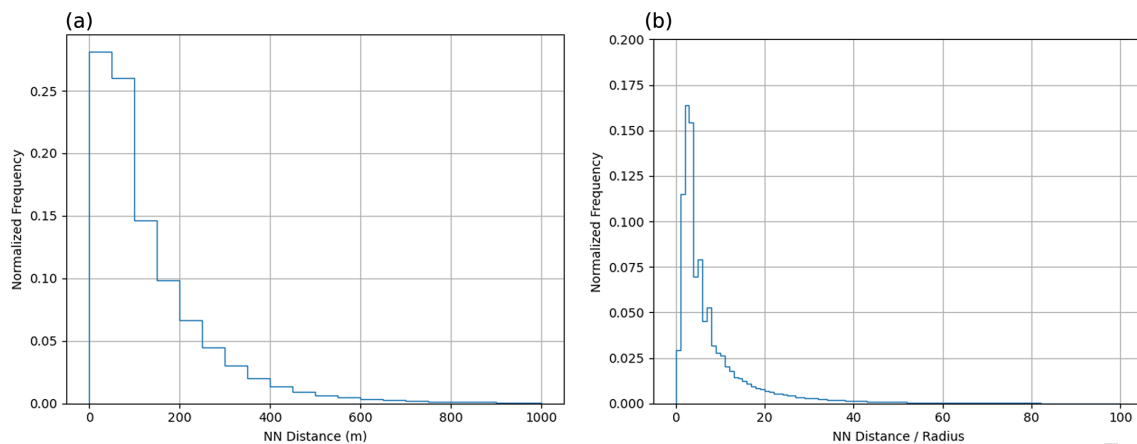 (a)
Normalized Frequency
0.25
0.20
0.15
0.10
0.05
0.00
0 200 400 600 800 1000
NN Distance (m)
(b)
Normalized Frequency
0.200
0.175
0.150
0.125
0.100
0.075
0.050
0.025
0.000
0 20 40 60 80 100
NN Distance / Radius